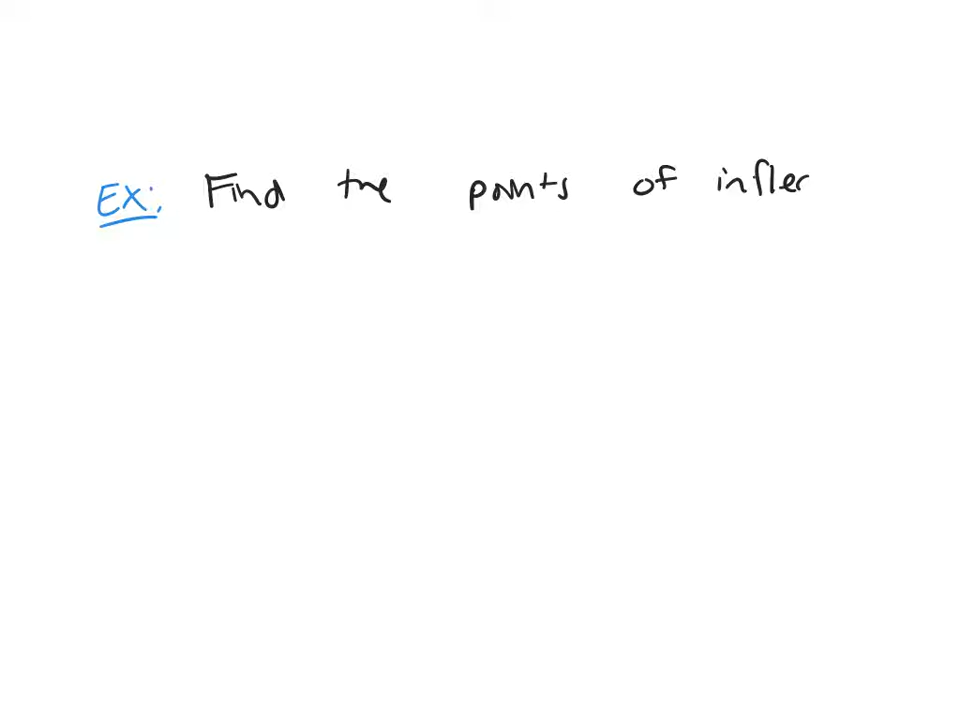 EX: Find the points of infler